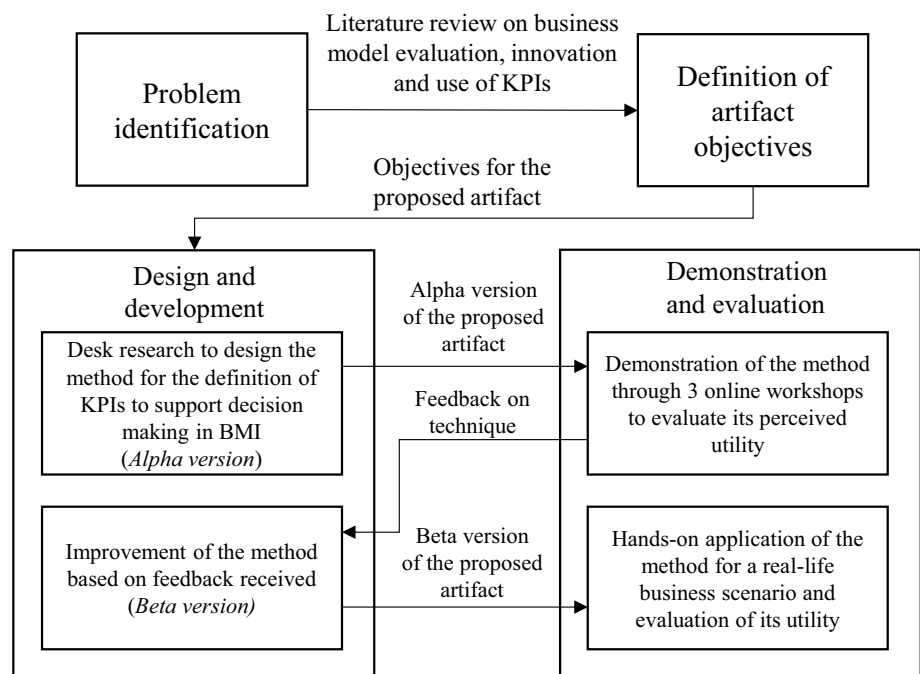 Problem
identification
Literature review on business
model evaluation, innovation
and use of KPIs
Definition of
artifact
objectives
Objectives for the
proposed artifact
Design and
development
Desk research to design the
method for the definition of
KPIs to support decision
making in BMI
(Alpha version)
Improvement of the method
based on feedback received
(Beta version)
Alpha version
of the proposed
artifact
Feedback on
technique
Beta version
of the proposed
artifact
Demonstration
and evaluation
Demonstration of the method
through 3 online workshops
to evaluate its perceived
utility
Hands-on application of the
method for a real-life
business scenario and
evaluation of its utility